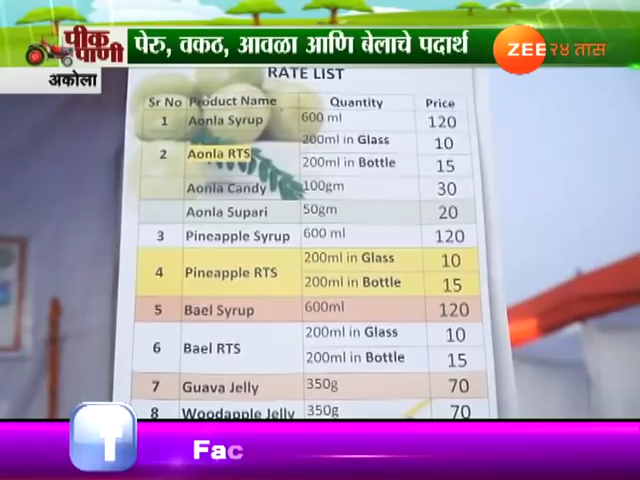 पीक
पाणी
पेरु, वकठ, आवळा आणि बेलाचे पदार्थ
ZEE २४ तास
अकोला
RATE LIST
Sr No Product Name Quantity Price
1 Aonla Syrup 600 ml 120
2 Aonla RTS 200ml in Glass 10
200ml in Bottle 15
Aonla Candy 100gm 30
Aonla Supari 50gm 20
3 Pineapple Syrup 600 ml 120
4 Pineapple RTS 200ml in Glass 10
200ml in Bottle 15
5 Bael Syrup 600ml 120
6 Bael RTS 200ml in Glass 10
200ml in Bottle 15
7 Guava Jelly 350g 70
8 Woodapple Jelly 350g 70
f Fac